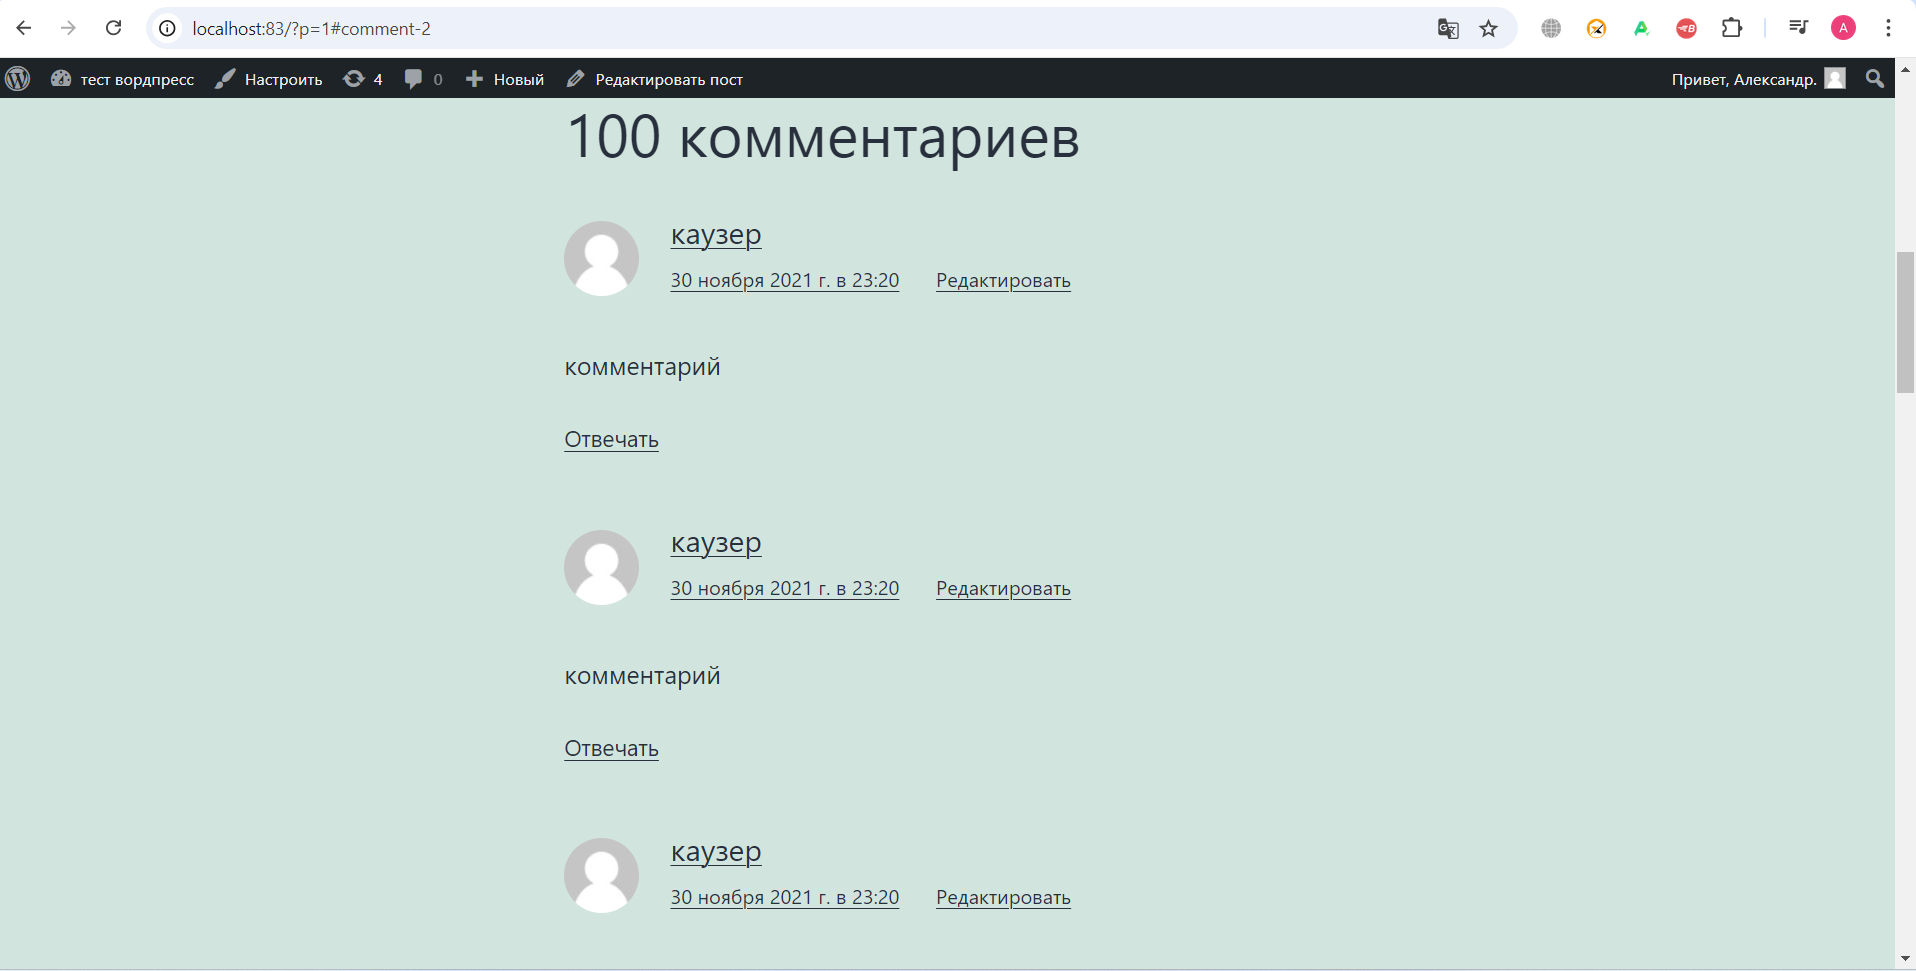 localhost:83/?p=1#comment-2
A
тест вордпресс Настроить 4 0 Новый Редактировать пост Привет, Александр.
100 комментариев
каузер
30 ноября 2021 г. в 23:20 Редактировать
комментарий
Отвечать
каузер
30 ноября 2021 г. в 23:20 Редактировать
комментарий
Отвечать
каузер
30 ноября 2021 г. в 23:20 Редактировать